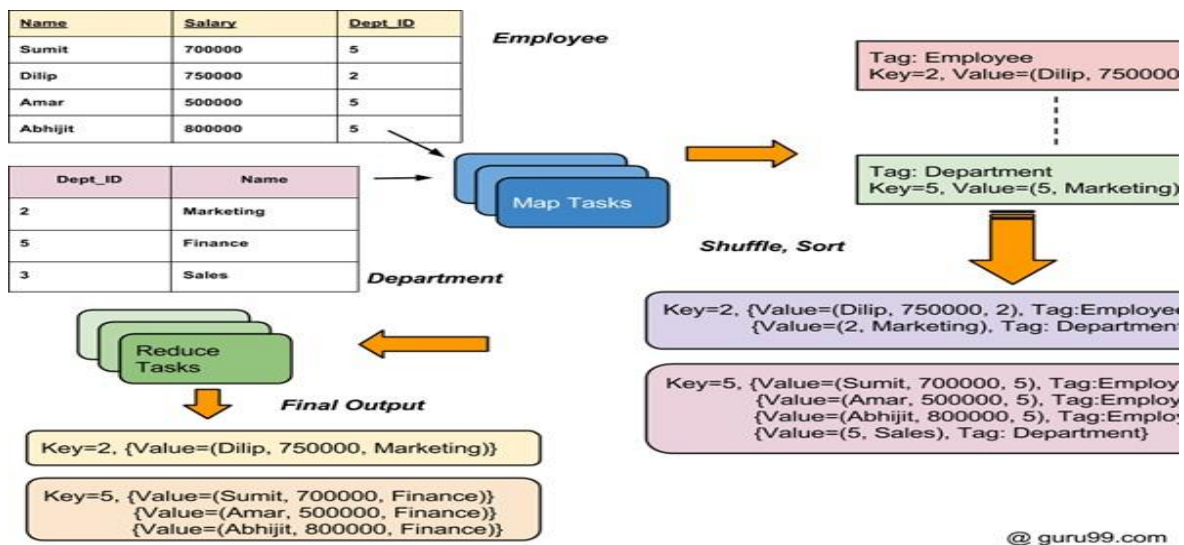 Name Salary Dept_ID
Sumit 700000 5
Dilip 750000 2
Amar 500000 5
Abhijit 800000 5
Employee
Dept_ID Name
2 Marketing
5 Finance
3 Sales
Department
Map Tasks
Tag: Employee
Key=2, Value=(Dilip, 750000
Tag: Department
Key=5, Value=(5, Marketing)
Shuffle, Sort
Key=2, {Value=(Dilip, 750000, 2), Tag:Employee
{Value=(2, Marketing), Tag: Department
Key=5, {Value=(Sumit, 700000, 5), Tag:Employ
{Value=(Amar, 500000, 5), Tag:Employ
{Value=(Abhijit, 800000, 5), Tag:Employ
{Value=(5, Sales), Tag: Department}
Reduce
Tasks
Final Output
Key=2, {Value=(Dilip, 750000, Marketing)}
Key=5, {Value=(Sumit, 700000, Finance)}
{Value=(Amar, 500000, Finance)}
{Value=(Abhijit, 800000, Finance)}
@ guru99.com